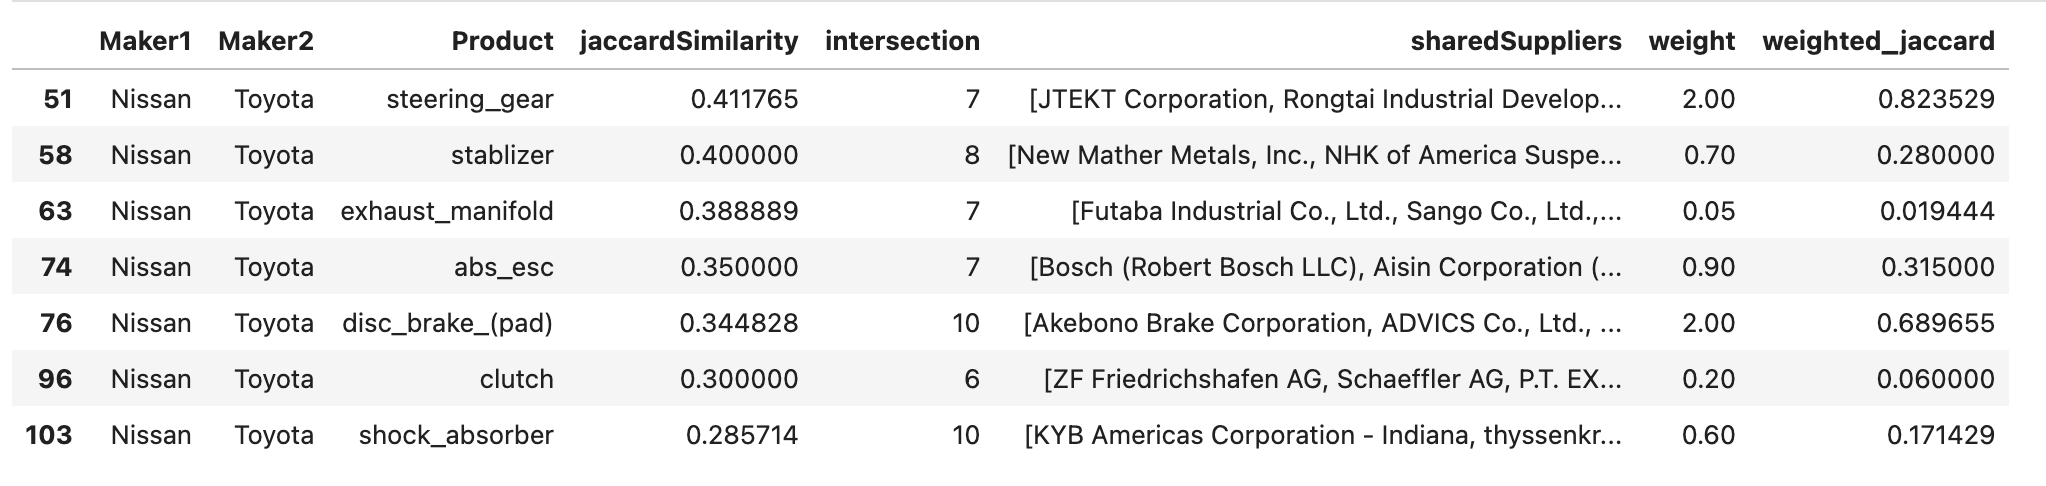 Maker1 Maker2 Product jaccardSimilarity intersection sharedSuppliers weight weighted_jaccard
51 Nissan Toyota steering_gear 0.411765 7 [JTEKT Corporation, Rongtai Industrial Develop... 2.00 0.823529
58 Nissan Toyota stablizer 0.400000 8 [New Mather Metals, Inc., NHK of America Suspe... 0.70 0.280000
63 Nissan Toyota exhaust_manifold 0.388889 7 [Futaba Industrial Co., Ltd., Sango Co., Ltd.,... 0.05 0.019444
74 Nissan Toyota abs_esc 0.350000 7 [Bosch (Robert Bosch LLC), Aisin Corporation (... 0.90 0.315000
76 Nissan Toyota disc_brake_(pad) 0.344828 10 [Akebono Brake Corporation, ADVICS Co., Ltd., ... 2.00 0.689655
96 Nissan Toyota clutch 0.300000 6 [ZF Friedrichshafen AG, Schaeffler AG, P.T. EX... 0.20 0.060000
103 Nissan Toyota shock_absorber 0.285714 10 [KYB Americas Corporation - Indiana, thyssenkr... 0.60 0.171429